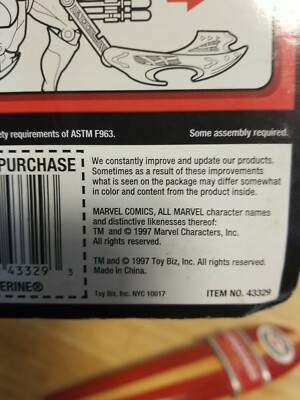 ety requirements of ASTM F963.
Some assembly required.
PURCHASE
We constantly improve and update our products.
Sometimes as a result of these improvements
what is seen on the package may differ somewhat
in color and content from the product inside.
MARVEL COMICS, ALL MARVEL character names
and distinctive likenesses thereof:
TM and © 1997 Marvel Characters, Inc.
All rights reserved.
TM and © 1997 Toy Biz, Inc. All rights reserved.
Made in China.
43329 3
ERINE®
Toy Biz, Inc. NYC 10017
ITEM NO. 43329